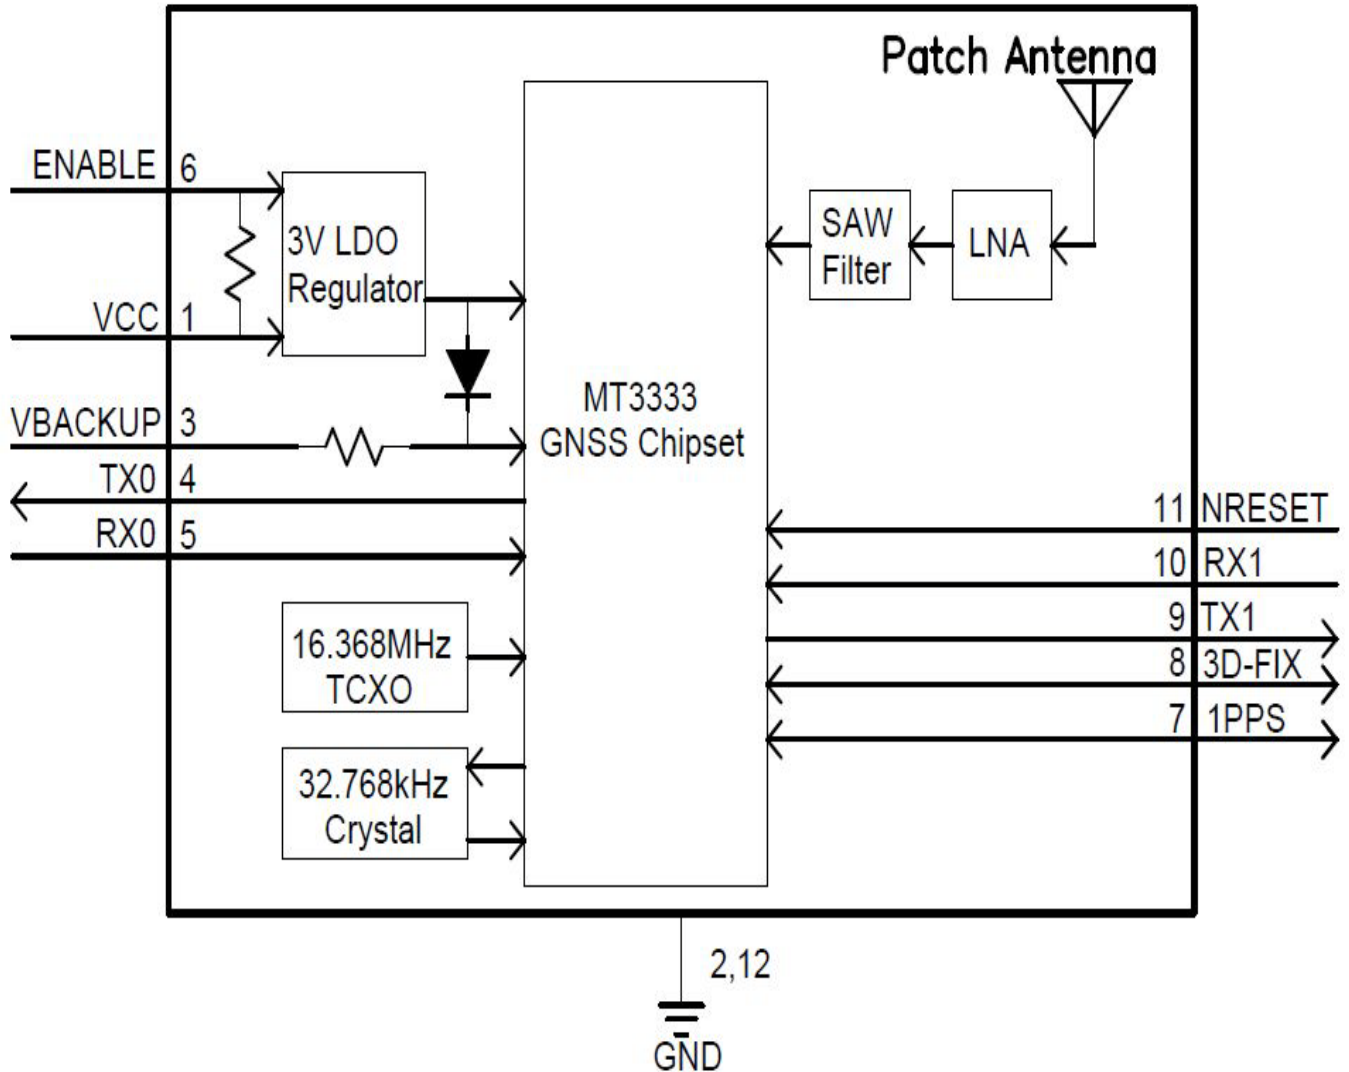 Patch Antenna
ENABLE 6
3V LDO
Regulator
SAW
Filter
LNA
VCC 1
MT3333
GNSS Chipset
VBACKUP 3
TX0 4
RX0 5
11 NRESET
10 RX1
9 TX1
8 3D-FIX
7 1PPS
16.368MHz
TCXO
32.768kHz
Crystal
2,12
GND